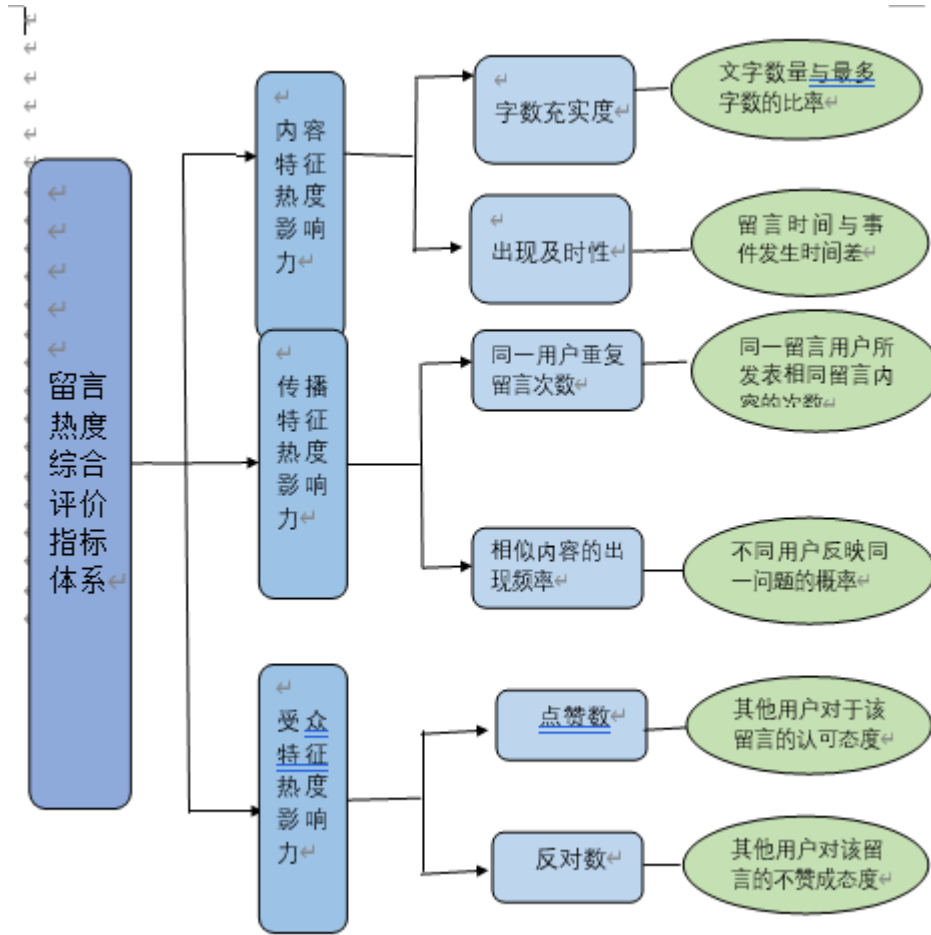 留言
热度
综合
评价
指标
体系
内容
特征
热度
影响
力
字数充实度
文字数量与最多
字数的比率
出现及时性
留言时间与事
件发生时间差
传播
特征
热度
影响
力
同一用户重复
留言次数
同一留言用户所
发表相同留言内
容的次数
相似内容的出
现频率
不同用户反映同
一问题的概率
受众
特征
热度
影响
力
点赞数
其他用户对于该
留言的认可态度
反对数
其他用户对该留
言的不赞成态度